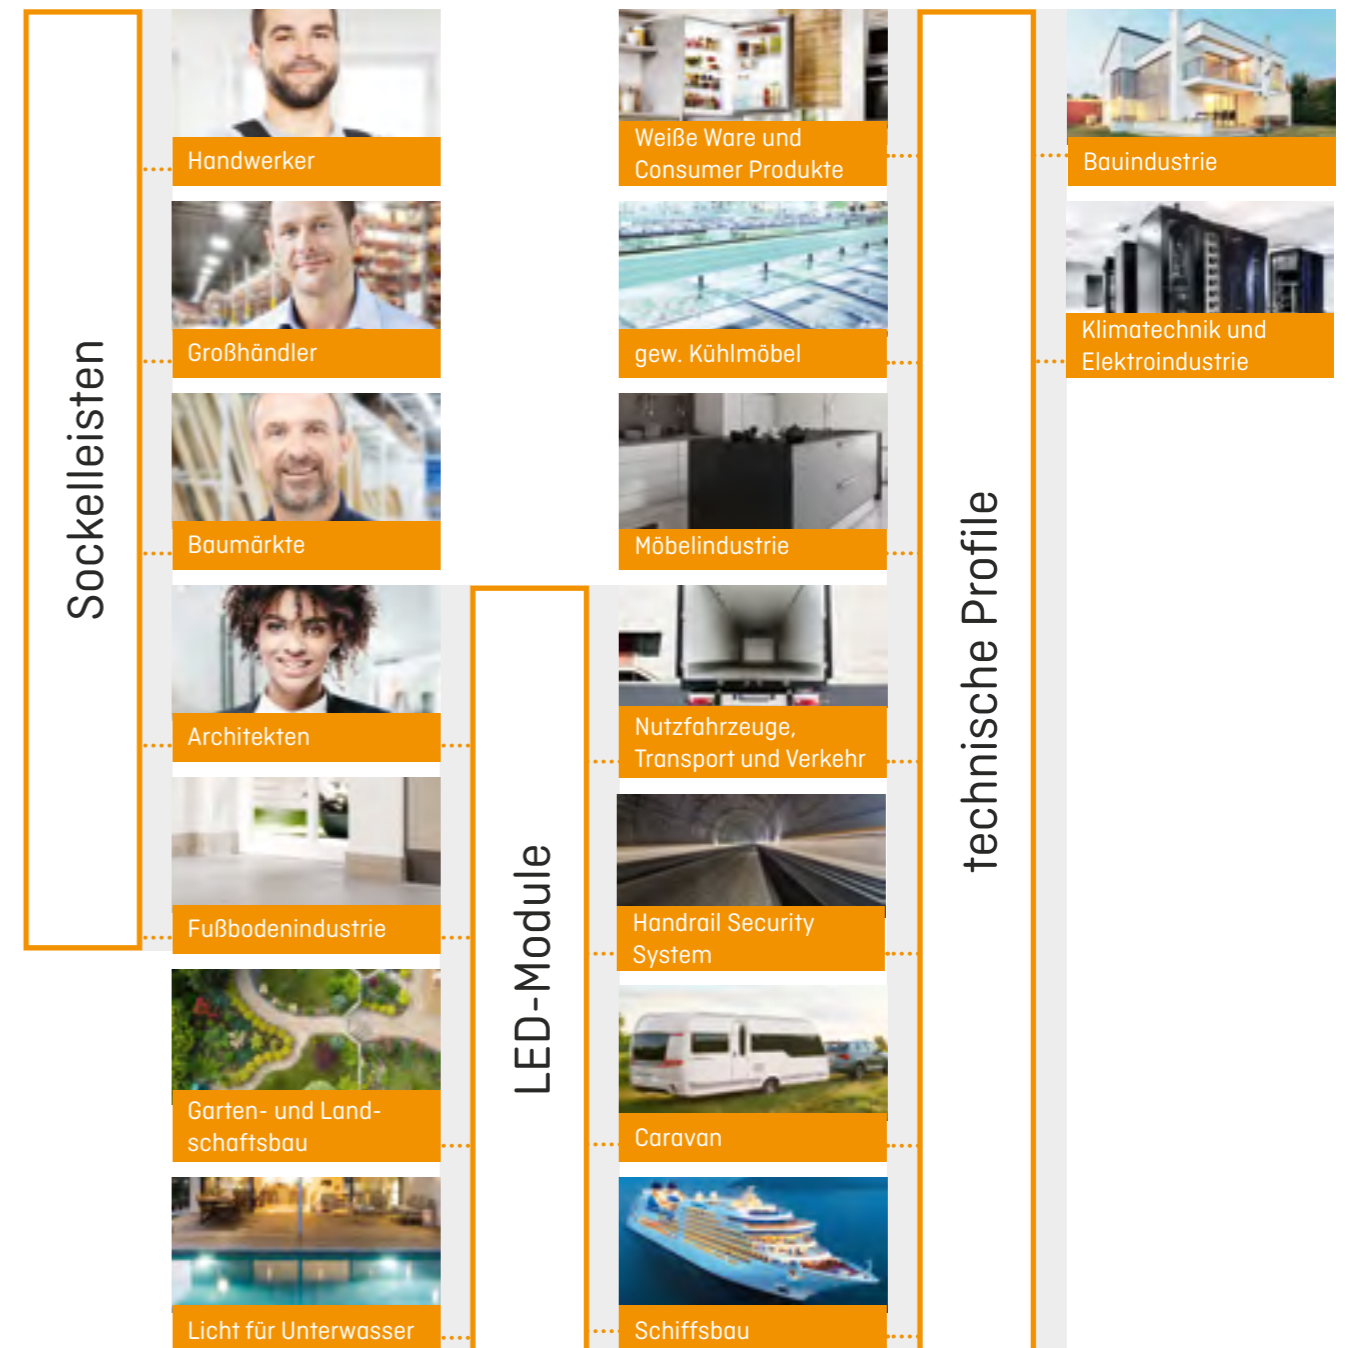 Sockelleisten
Handwerker
Großhändler
Baumärkte
Architekten
Fußbodenindustrie
Garten- und Land-
schaftsbau
Licht für Unterwasser
LED-Module
Weiße Ware und
Consumer Produkte
gew. Kühlmöbel
Möbelindustrie
Nutzfahrzeuge,
Transport und Verkehr
Handrail Security
System
Caravan
Schiffsbau
technische Profile
Bauindustrie
Klimatechnik und
Elektroindustrie